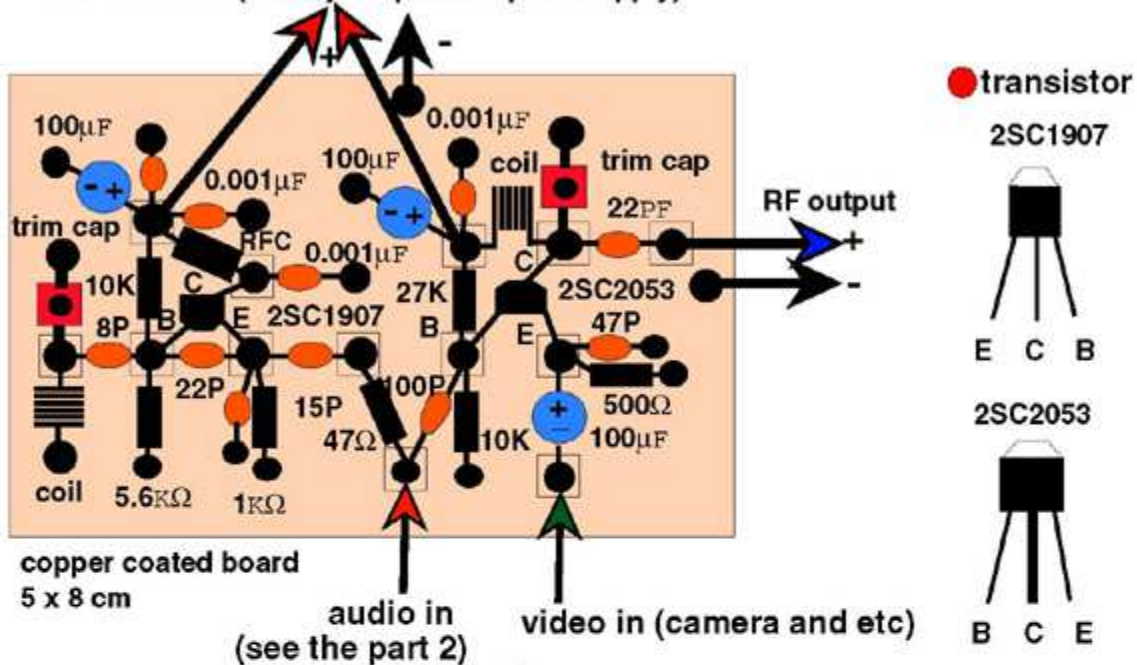 +
-
100µF
0.001µF
100µF
coil
trim cap
0.001µF
22PF
RF output
+
-
trim cap
- +
- +
RFC
0.001µF
10K
C
27K
C
2SC2053
-
8P
B
E
2SC1907
B
E
47P
22P
100P
500Ω
15P
47Ω
10K
+
−
100µF
coil
5.6KΩ
1KΩ
copper coated board
5 x 8 cm
audio in
(see the part 2)
video in (camera and etc)
transistor
2SC1907
E C B
2SC2053
B C E